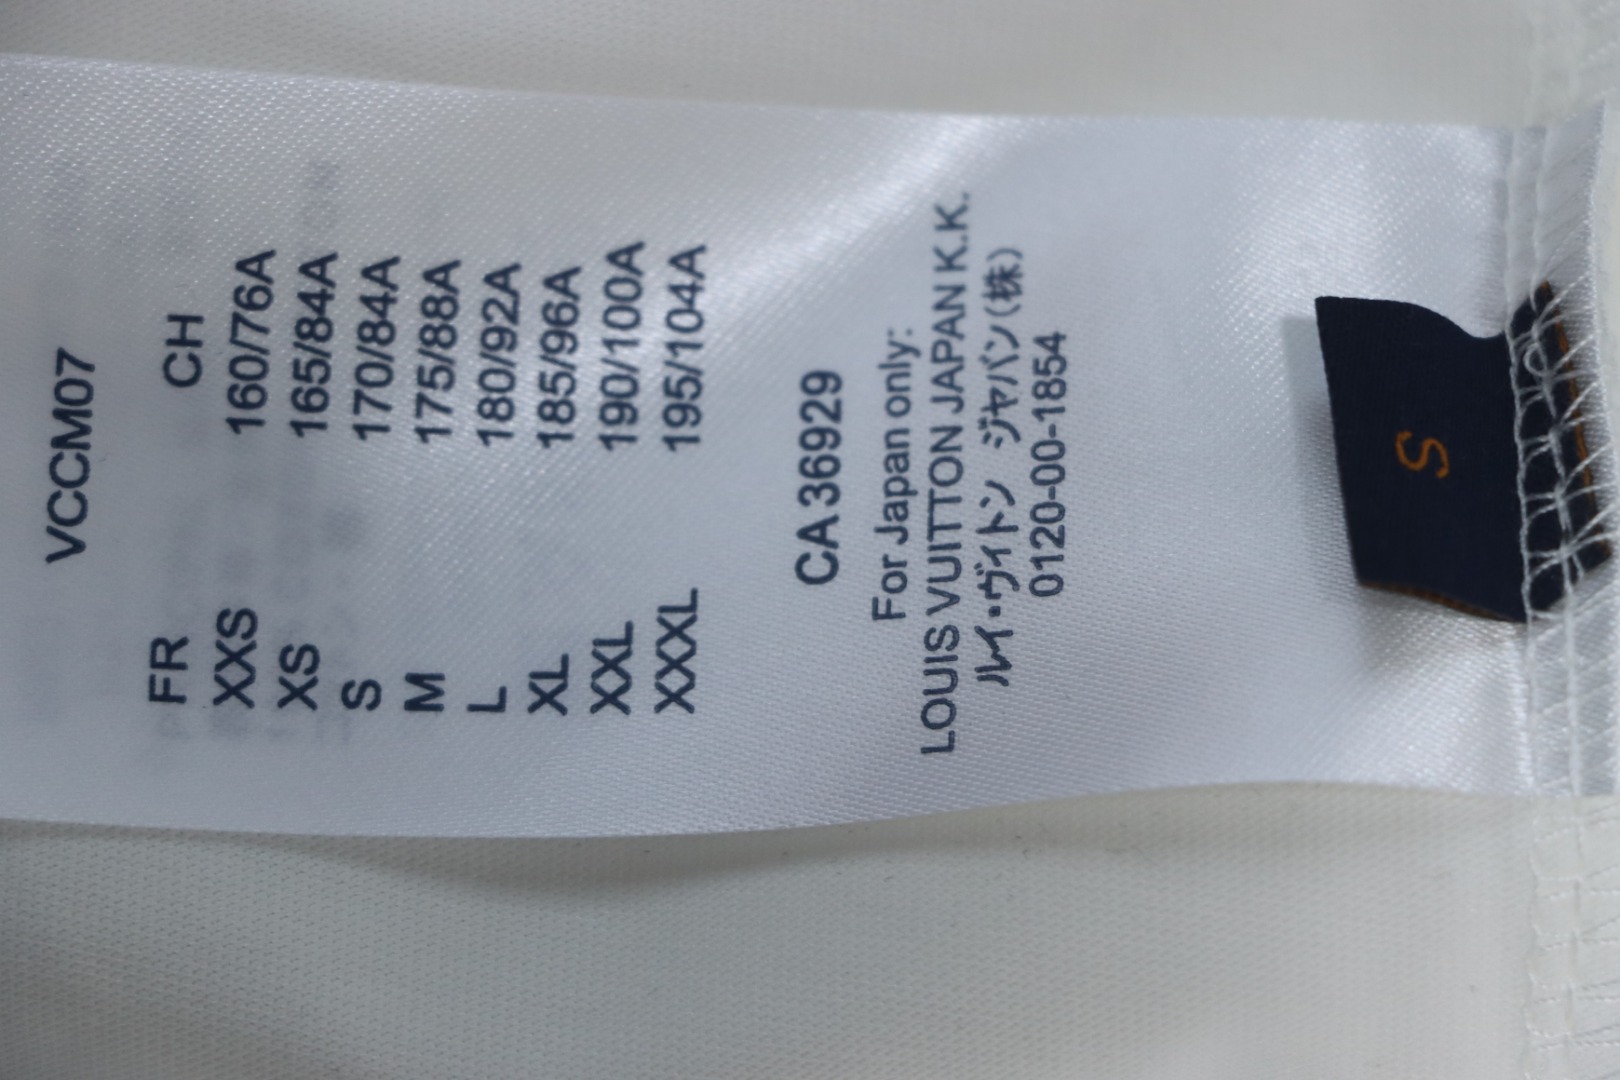 VCCM07
FR CH
XXS 160/76A
XS 165/84A
S 170/84A
M 175/88A
L 180/92A
XL 185/96A
XXL 190/100A
XXXL 195/104A
CA 36929
For Japan only:
LOUIS VUITTON JAPAN K.K.
ルイ・ヴィトン ジャパン(株)
0120-00-1854
S